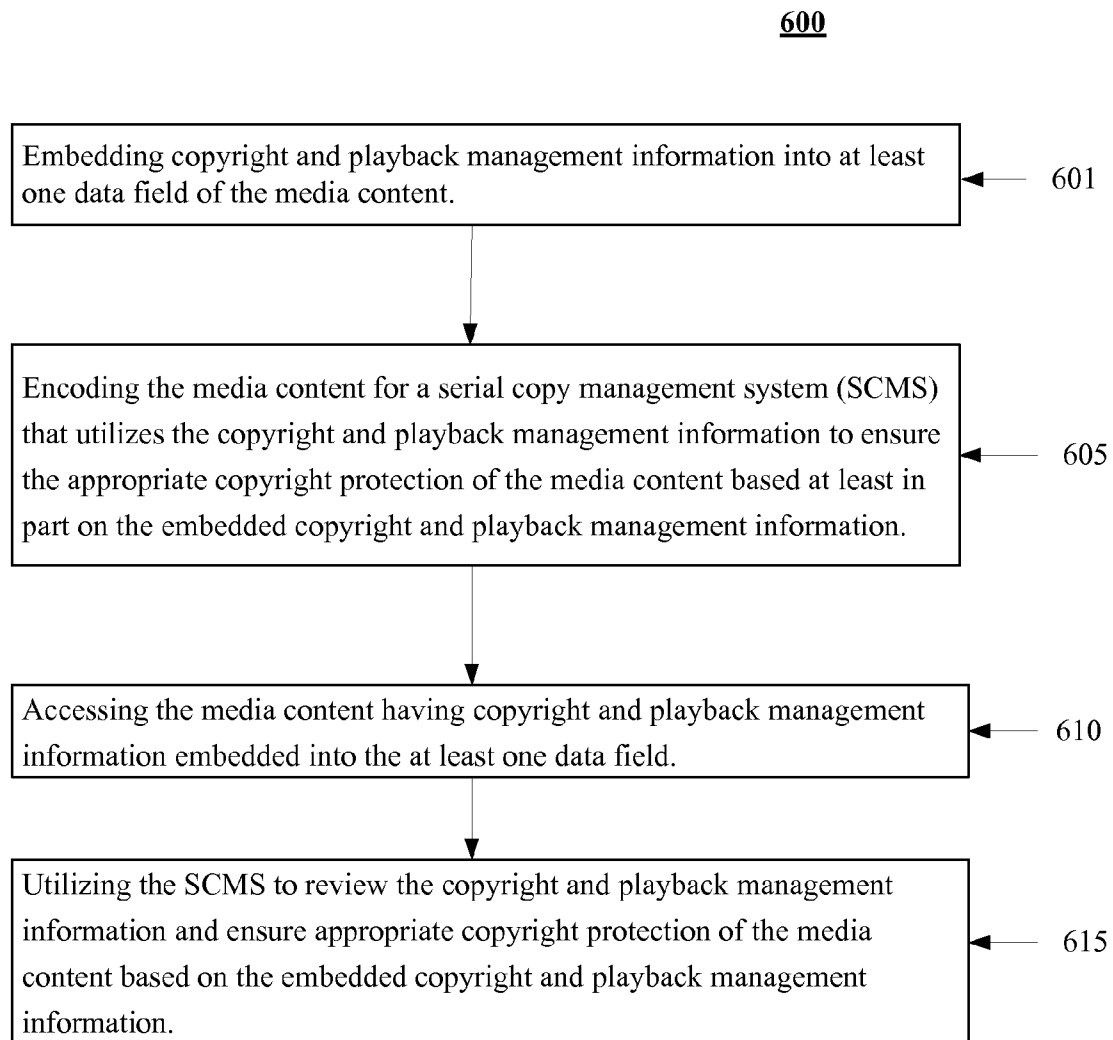 600
Embedding copyright and playback management information into at least
one data field of the media content.
601
Encoding the media content for a serial copy management system (SCMS)
that utilizes the copyright and playback management information to ensure
the appropriate copyright protection of the media content based at least in
part on the embedded copyright and playback management information.
605
Accessing the media content having copyright and playback management
information embedded into the at least one data field.
610
Utilizing the SCMS to review the copyright and playback management
information and ensure appropriate copyright protection of the media
content based on the embedded copyright and playback management
information.
615